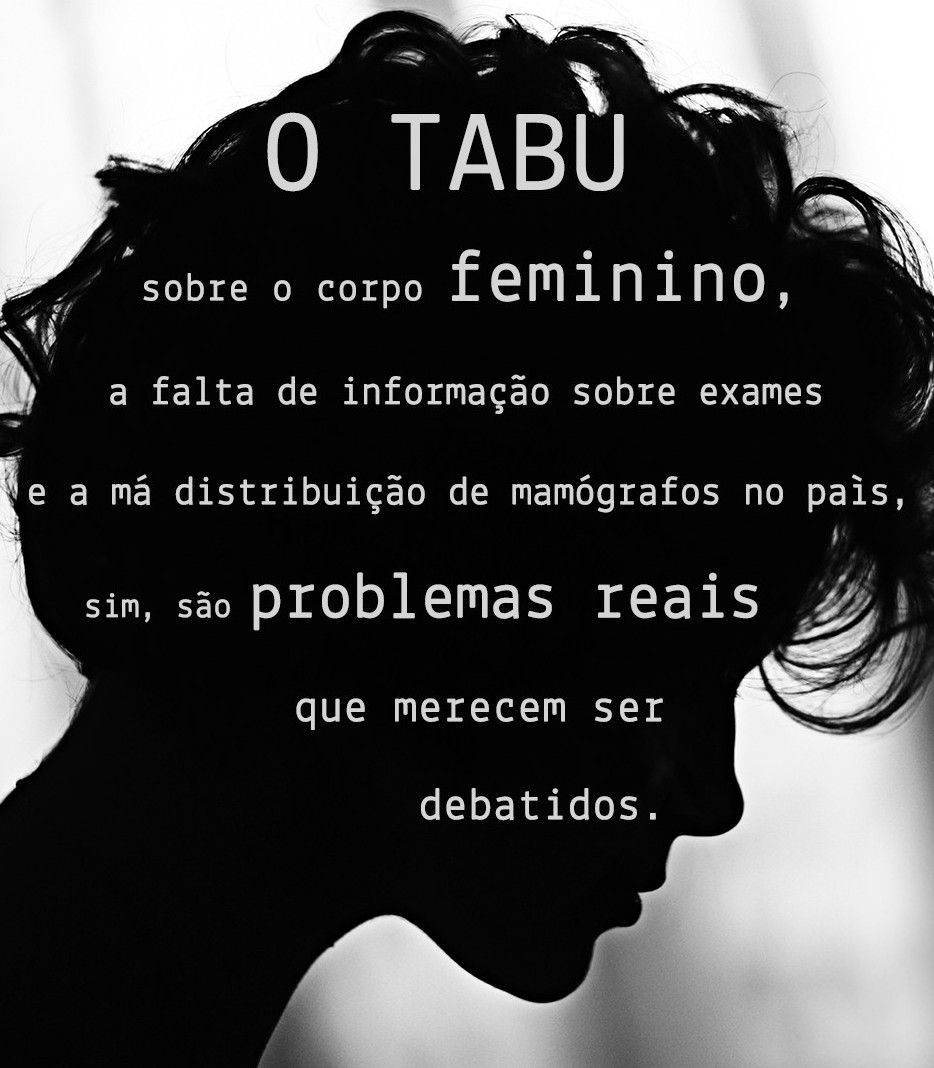 O TABU
sobre o corpo feminino,
a falta de informação sobre exames
e a má distribuição de mamógrafos no paìs,
sim, são problemas reais
que merecem ser
debatidos.